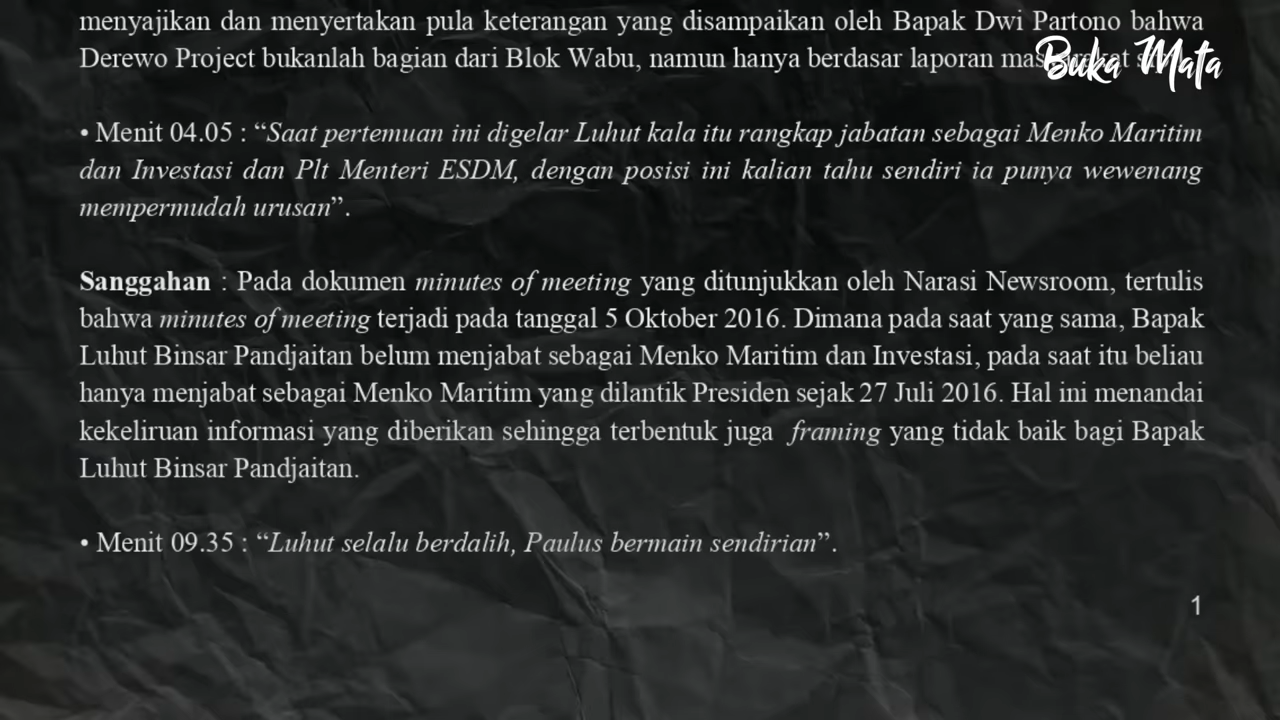 menyajikan dan menyertakan pula keterangan yang disampaikan oleh Bapak Dwi Partono bahwa
Derewo Project bukanlah bagian dari Blok Wabu, namun hanya berdasar laporan
Buka Mata
• Menit 04.05 : “Saat pertemuan ini digelar Luhut kala itu rangkap jabatan sebagai Menko Maritim
dan Investasi dan Plt Menteri ESDM, dengan posisi ini kalian tahu sendiri ia punya wewenang
mempermudah urusan”.
Sanggahan : Pada dokumen minutes of meeting yang ditunjukkan oleh Narasi Newsroom, tertulis
bahwa minutes of meeting terjadi pada tanggal 5 Oktober 2016. Dimana pada saat yang sama, Bapak
Luhut Binsar Pandjaitan belum menjabat sebagai Menko Maritim dan Investasi, pada saat itu beliau
hanya menjabat sebagai Menko Maritim yang dilantik Presiden sejak 27 Juli 2016. Hal ini menandai
kekeliruan informasi yang diberikan sehingga terbentuk juga framing yang tidak baik bagi Bapak
Luhut Binsar Pandjaitan.
• Menit 09.35 : “Luhut selalu berdalih, Paulus bermain sendirian”.
1